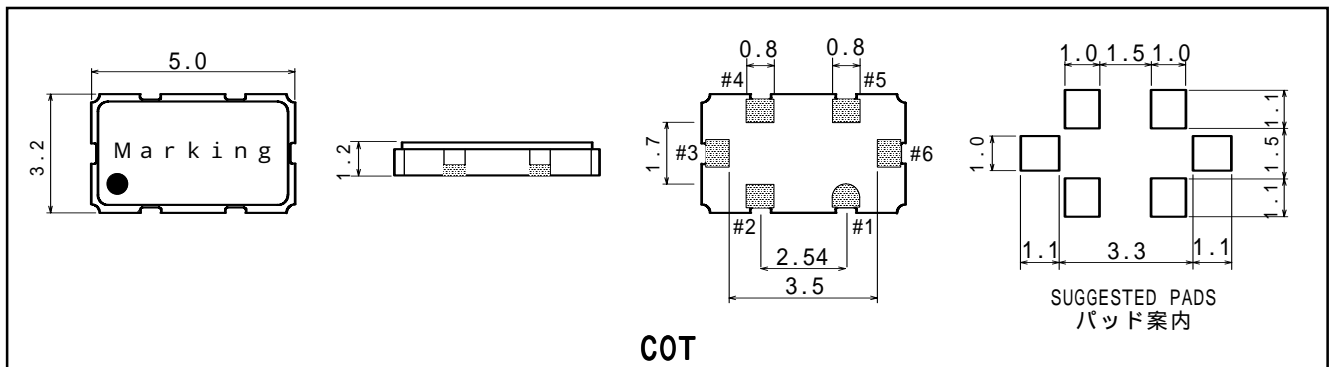 5.0
3.2
Marking
1.2
0.8 0.8
#4 #5
1.7
#3 #6
#2 #1
2.54
3.5
1.0 1.5 1.0
1.1
1.0
1.5
1.1
1.1 3.3 1.1
SUGGESTED PADS
パッド案内
COT